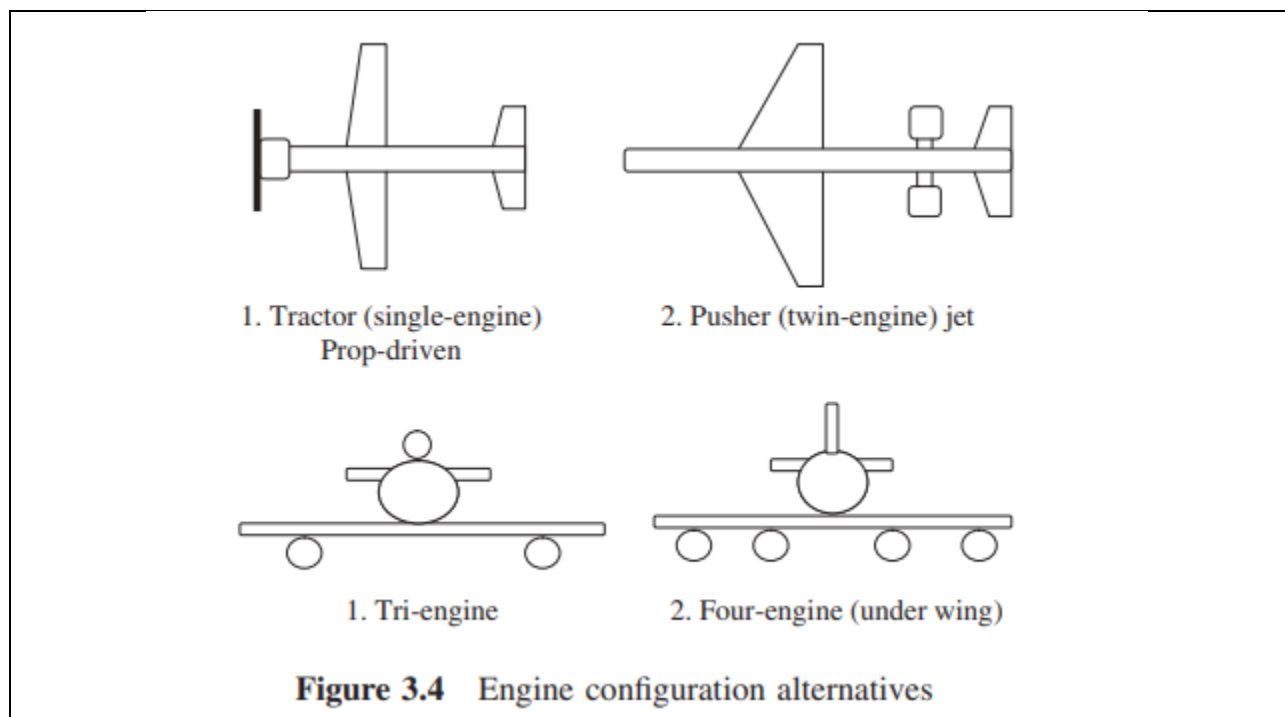 1. Tractor (single-engine)
Prop-driven
2. Pusher (twin-engine) jet
1. Tri-engine
2. Four-engine (under wing)
Figure 3.4 Engine configuration alternatives